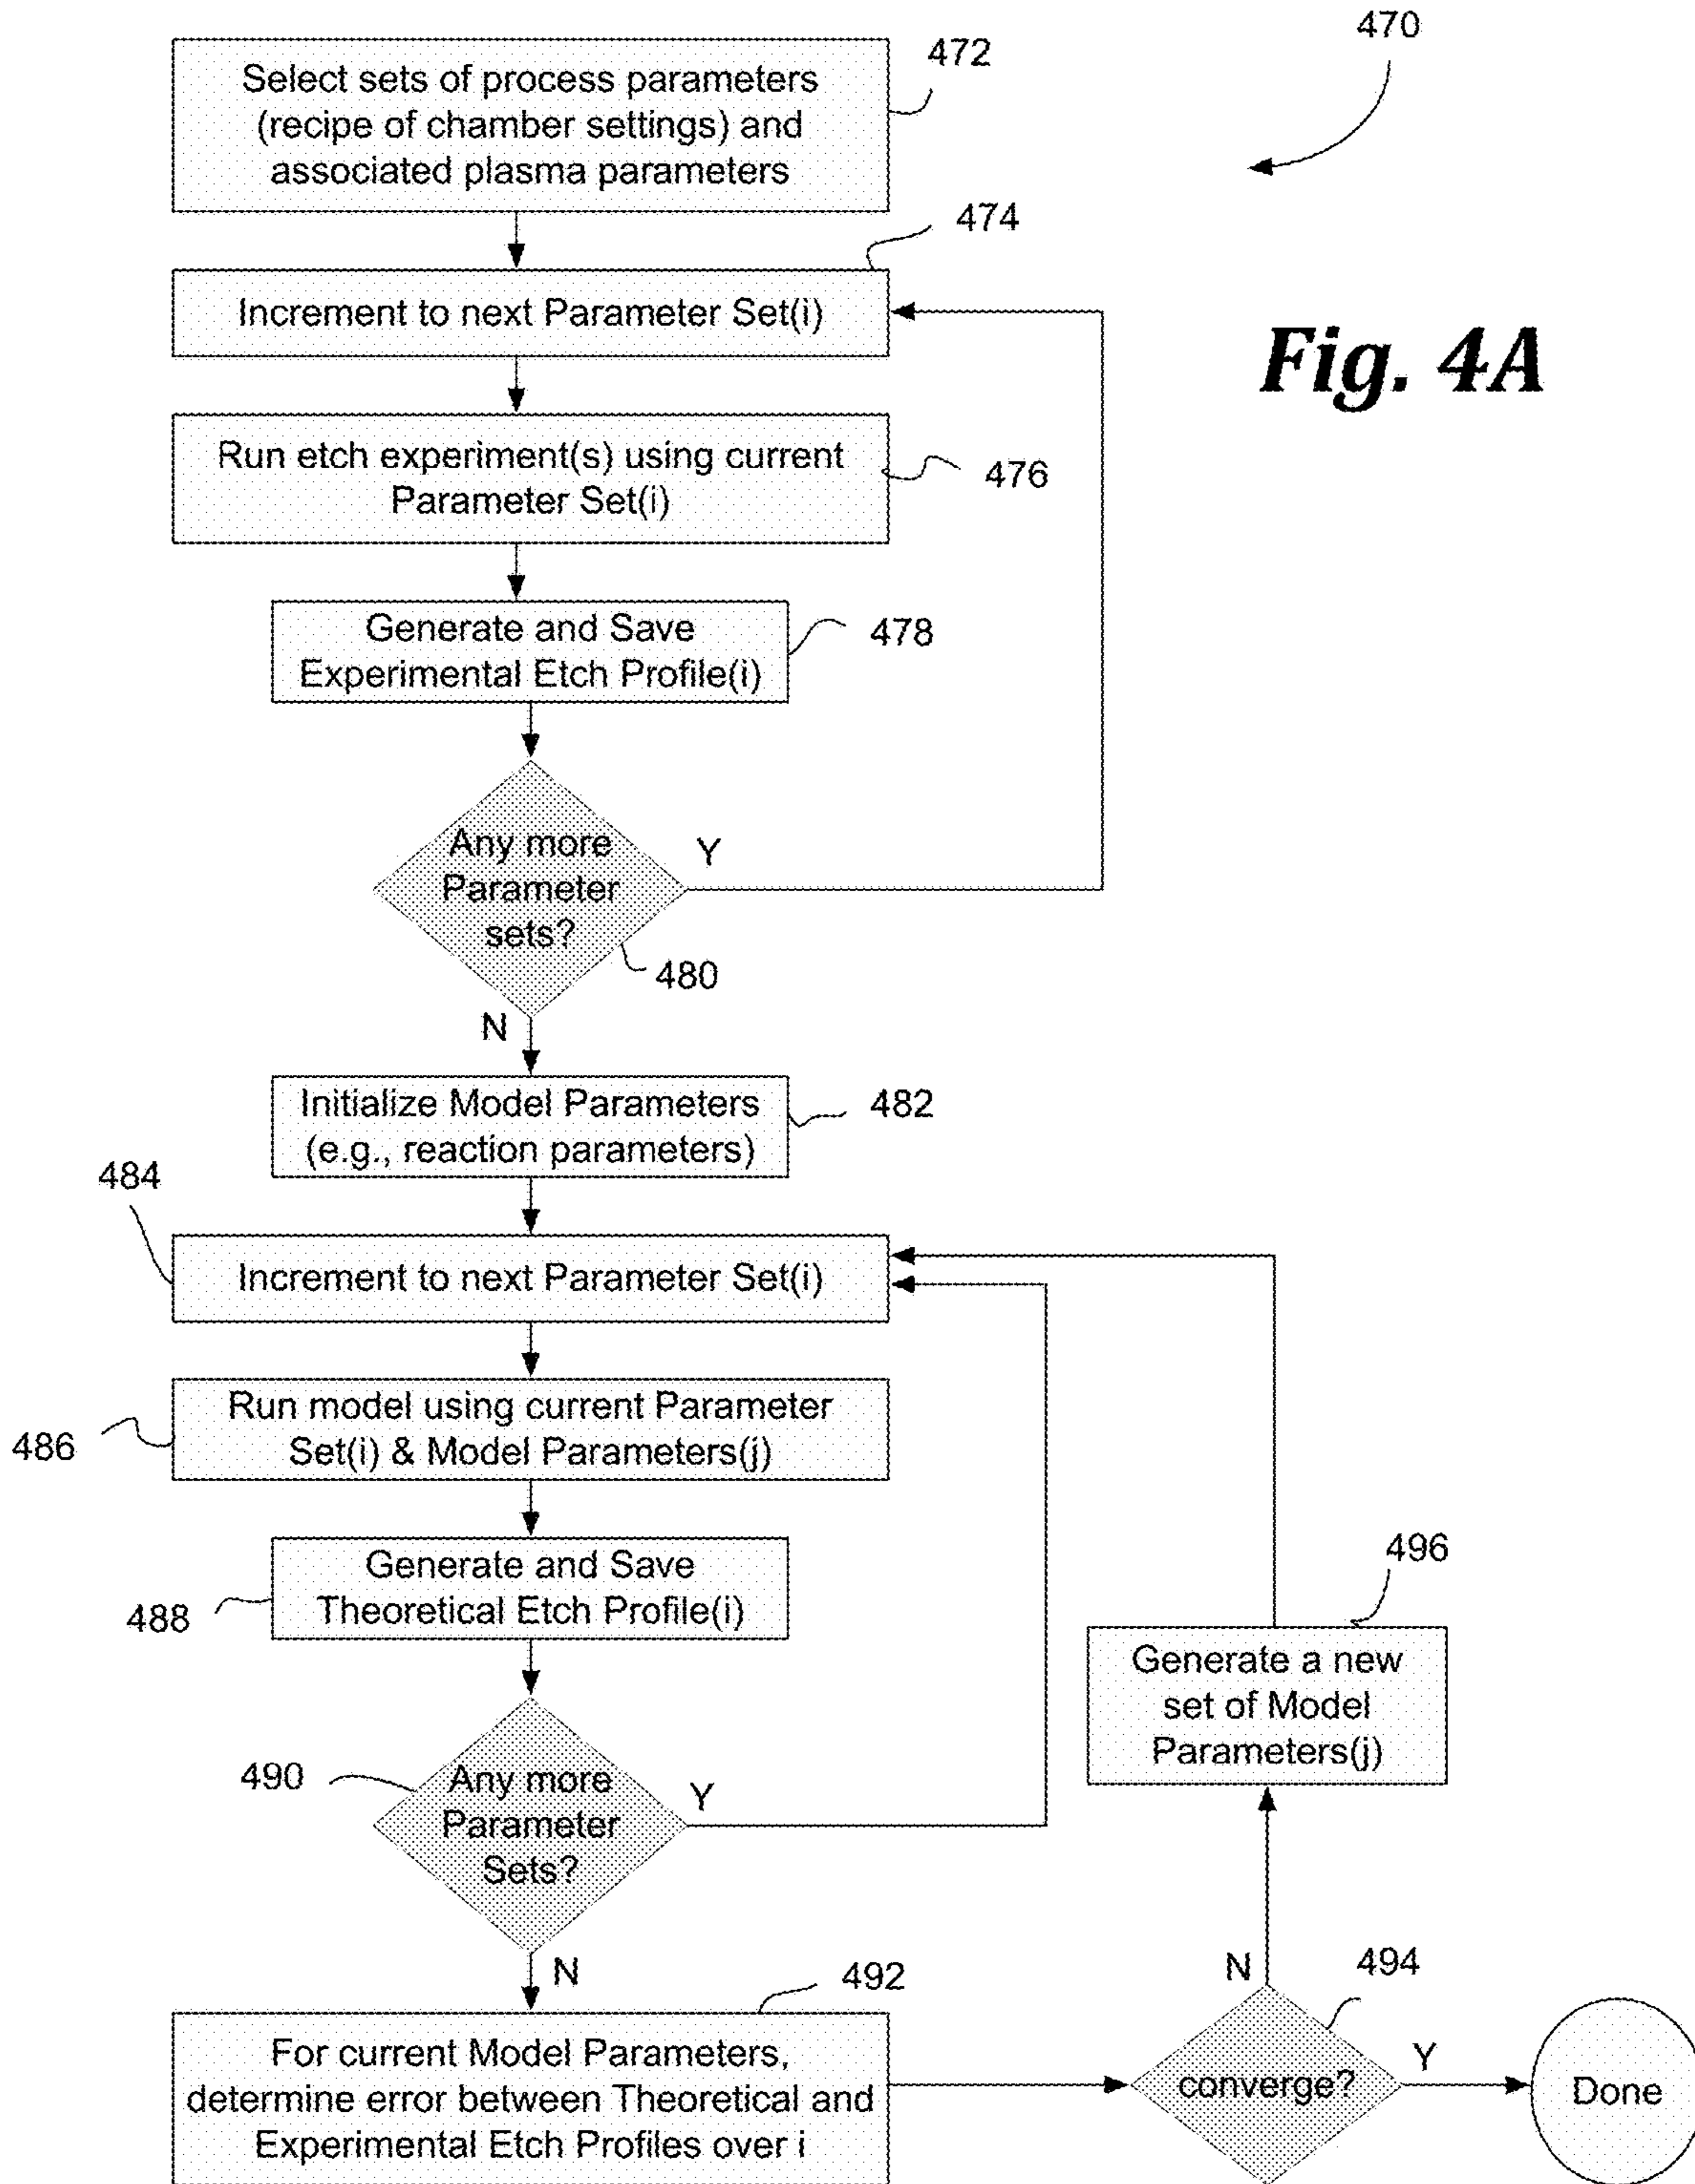 470
472
Select sets of process parameters
(recipe of chamber settings) and
associated plasma parameters
474
Increment to next Parameter Set(i)
Fig. 4A
Run etch experiment(s) using current
Parameter Set(i)
476
Generate and Save
Experimental Etch Profile(i)
478
Any more
Parameter
sets?
Y
480
N
Initialize Model Parameters
(e.g., reaction parameters)
482
484
Increment to next Parameter Set(i)
Run model using current Parameter
Set(i) & Model Parameters(j)
486
Generate and Save
Theoretical Etch Profile(i)
488
496
Generate a new
set of Model
Parameters(j)
490
Any more
Parameter
Sets?
Y
N
492
For current Model Parameters,
determine error between Theoretical and
Experimental Etch Profiles over i
N
494
converge?
Y
Done